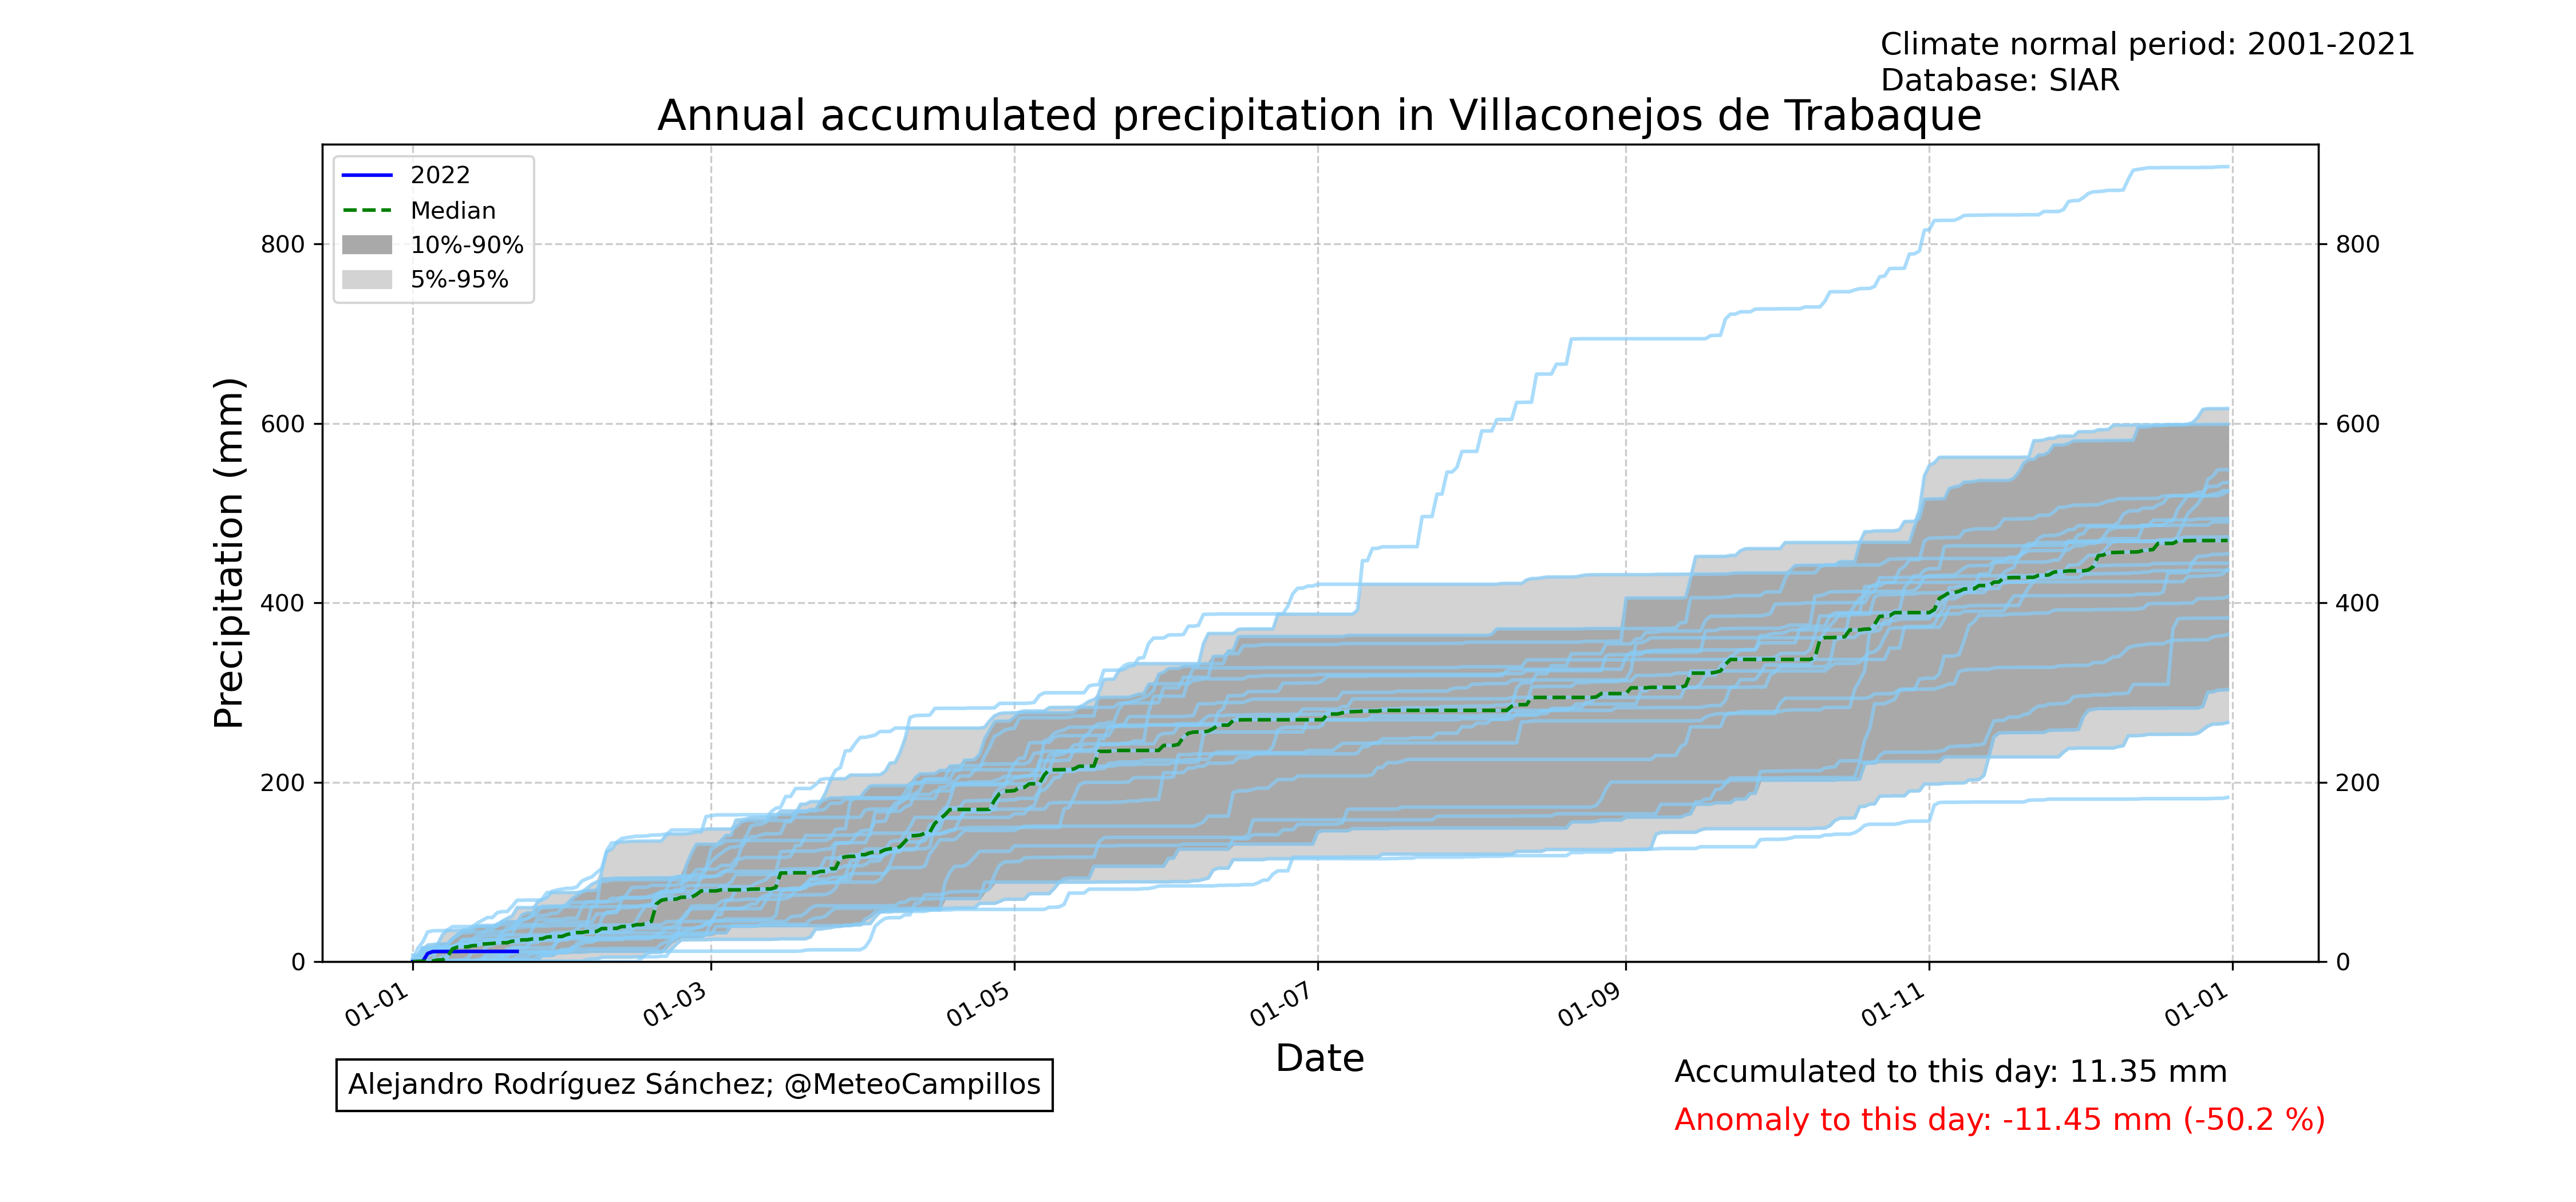 Climate normal period: 2001-2021
Database: SIAR
Annual accumulated precipitation in Villaconejos de Trabaque
2022
Median
10%-90%
5%-95%
Precipitation (mm)
800
600
400
200
0
800
600
400
200
0
01-01
01-03
01-05
01-07
01-09
01-11
01-01
Date
Alejandro Rodríguez Sánchez; @MeteoCampillos
Accumulated to this day: 11.35 mm
Anomaly to this day: -11.45 mm (-50.2 %)